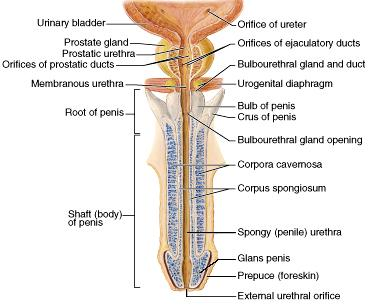 Urinary bladder
Prostate gland
Prostatic urethra
Orifices of prostatic ducts
Membranous urethra
Root of penis
Shaft (body)
of penis
Orifice of ureter
Orifices of ejaculatory ducts
Bulbourethral gland and duct
Urogenital diaphragm
Bulb of penis
Crus of penis
Bulbourethral gland opening
Corpora cavernosa
Corpus spongiosum
Spongy (penile) urethra
Glans penis
Prepuce (foreskin)
External urethral orifice